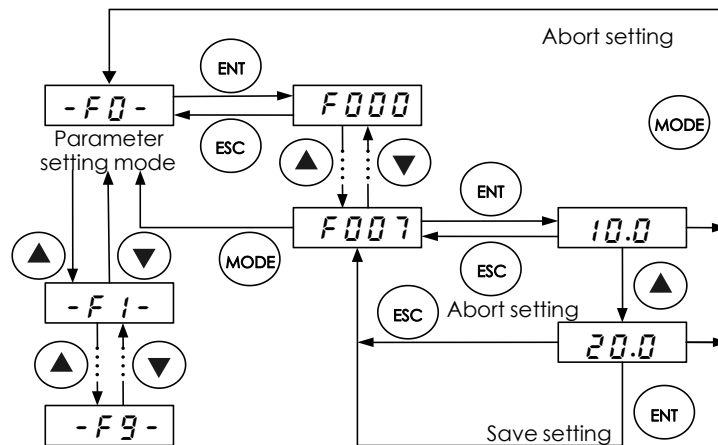 Abort setting
ENT
-F0-
F000
MODE
Parameter
setting mode
ESC
ENT
F007
10.0
MODE
ESC
-F1-
Abort setting
ESC
20.0
ENT
Save setting
-F9-